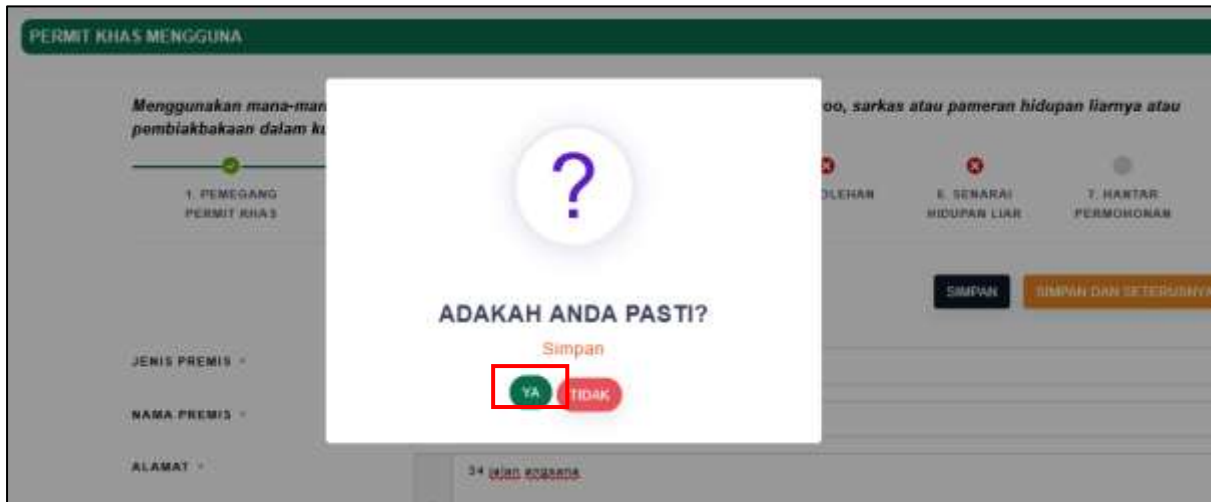 PERMIT KHAS MENGGUNA
Menggunakan mana-man oo, sarkas atau pameran hidupan liarnya atau
pembiakbakaan dalam ku
1. PEMEGANG
PERMIT KHAS
OLEHAN
6. SENARAI
HIDUPAN LIAR
7. HANTAR
PERMOHONAN
SIMPAN
SIMPAN DAN SETERUSNYA
?
ADAKAH ANDA PASTI?
Simpan
YA
TIDAK
JENIS PREMIS *
NAMA PREMIS *
ALAMAT *
34 jalan angsana